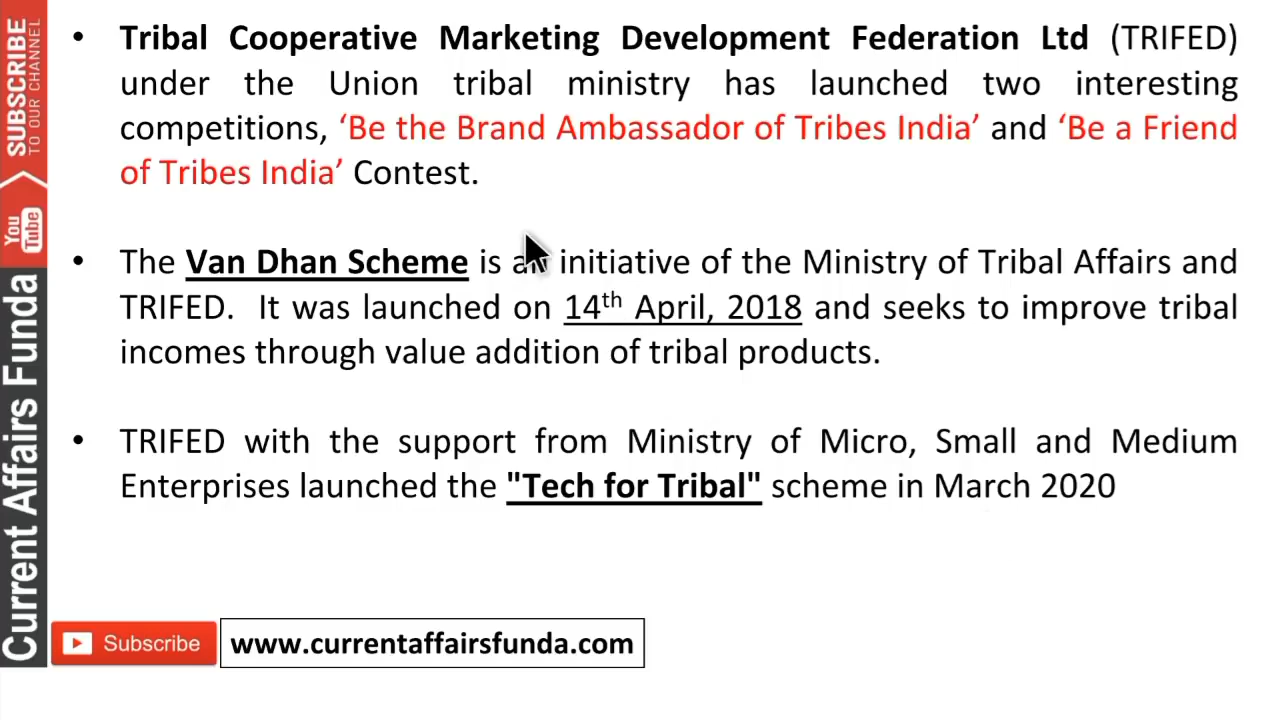 SUBSCRIBE
TO OUR CHANNEL
You
Tube
Current Affairs Funda
• Tribal Cooperative Marketing Development Federation Ltd (TRIFED)
under the Union tribal ministry has launched two interesting
competitions, ‘Be the Brand Ambassador of Tribes India’ and ‘Be a Friend
of Tribes India’ Contest.
• The Van Dhan Scheme is an initiative of the Ministry of Tribal Affairs and
TRIFED. It was launched on 14th April, 2018 and seeks to improve tribal
incomes through value addition of tribal products.
• TRIFED with the support from Ministry of Micro, Small and Medium
Enterprises launched the "Tech for Tribal" scheme in March 2020
Subscribe
www.currentaffairsfunda.com